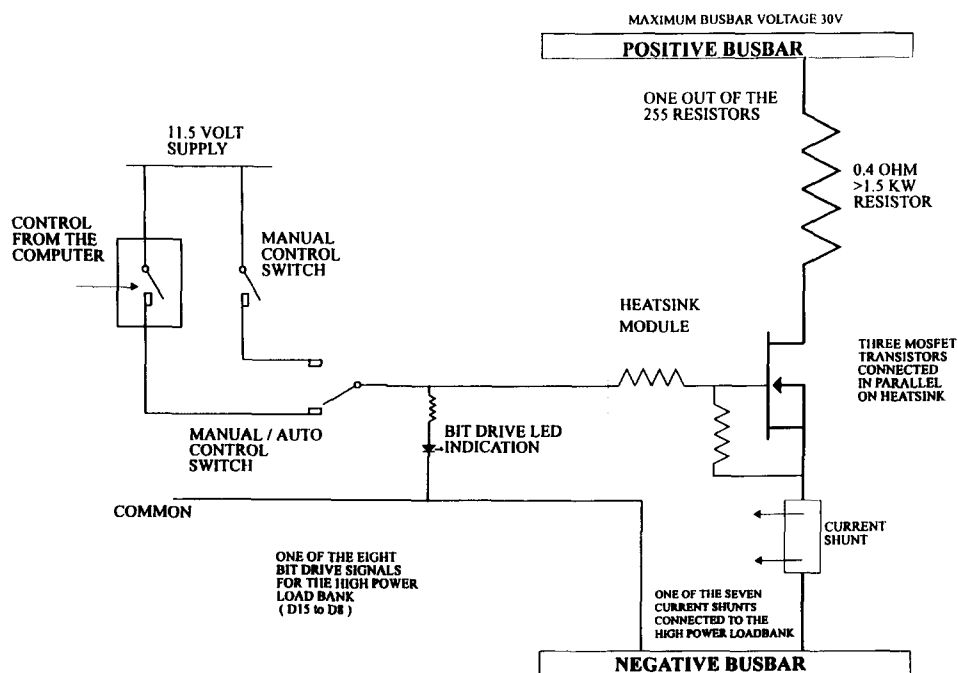 MAXIMUM BUSBAR VOLTAGE 30V
POSITIVE BUSBAR
ONE OUT OF THE
255 RESISTORS
11.5 VOLT
SUPPLY
0.4 OHM
>1.5 KW
RESISTOR
CONTROL
FROM THE
COMPUTER
MANUAL
CONTROL
SWITCH
HEATSINK
MODULE
THREE MOSFET
TRANSISTORS
CONNECTED
IN PARALLEL
ON HEATSINK
MANUAL / AUTO
CONTROL
SWITCH
BIT DRIVE LED
INDICATION
COMMON
CURRENT
SHUNT
ONE OF THE EIGHT
BIT DRIVE SIGNALS
FOR THE HIGH POWER
LOAD BANK
( D15 to D8 )
ONE OF THE SEVEN
CURRENT SHUNTS
CONNECTED TO THE
HIGH POWER LOADBANK
NEGATIVE BUSBAR